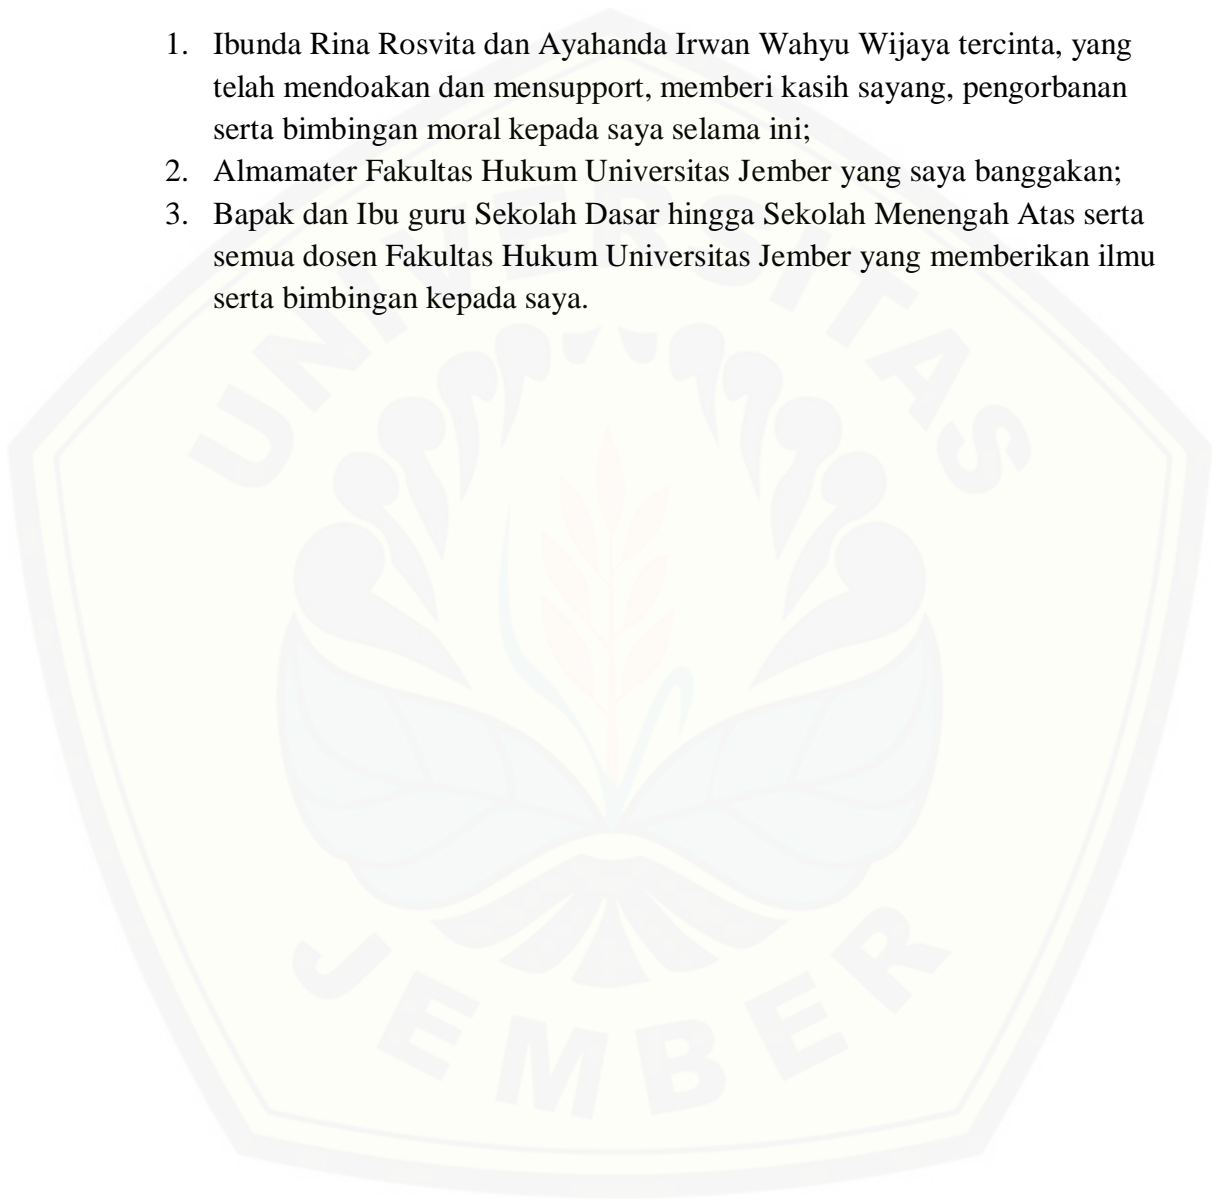 1. Ibunda Rina Rosvita dan Ayahanda Irwan Wahyu Wijaya tercinta, yang
telah mendoakan dan mensupport, memberi kasih sayang, pengorbanan
serta bimbingan moral kepada saya selama ini;
2. Almamater Fakultas Hukum Universitas Jember yang saya banggakan;
3. Bapak dan Ibu guru Sekolah Dasar hingga Sekolah Menengah Atas serta
semua dosen Fakultas Hukum Universitas Jember yang memberikan ilmu
serta bimbingan kepada saya.
UNIVERSITAS
JEMBER